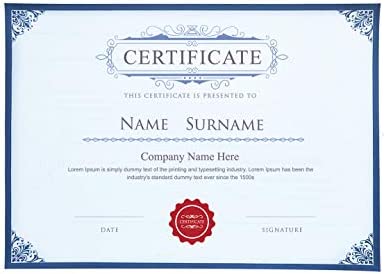 CERTIFICATE
THIS CERTIFICATE IS PRESENTED TO
NAME SURNAME
Company Name Here
Lorem Ipsum is simply dummy text of the printing and typesetting industry.
Lorem Ipsum has been the industry's standard
dummy text ever since the 1500s
CERTIFICATE
DATE
SIGNATURE